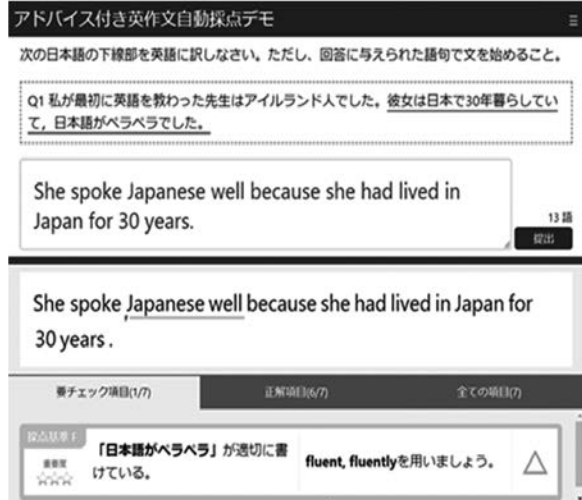 アドバイス付き英作文自動採点デモ
次の日本語の下線部を英語に訳しなさい。ただし、回答に与えられた語句で文を始めること。
Q1 私が最初に英語を教わった先生はアイルランド人でした。彼女は日本で30年暮らしてい
て，日本語がペラペラでした。
She spoke Japanese well because she had lived in
Japan for 30 years.
13 語
提出
She spoke Japanese well because she had lived in Japan for
30 years .
要チェック項目(1/7) 正解項目(6/7) 全ての項目(7)
採点基準 F
重要度
☆☆☆
「日本語がペラペラ」が適切に書
けている。
fluent, fluentlyを用いましょう。
△